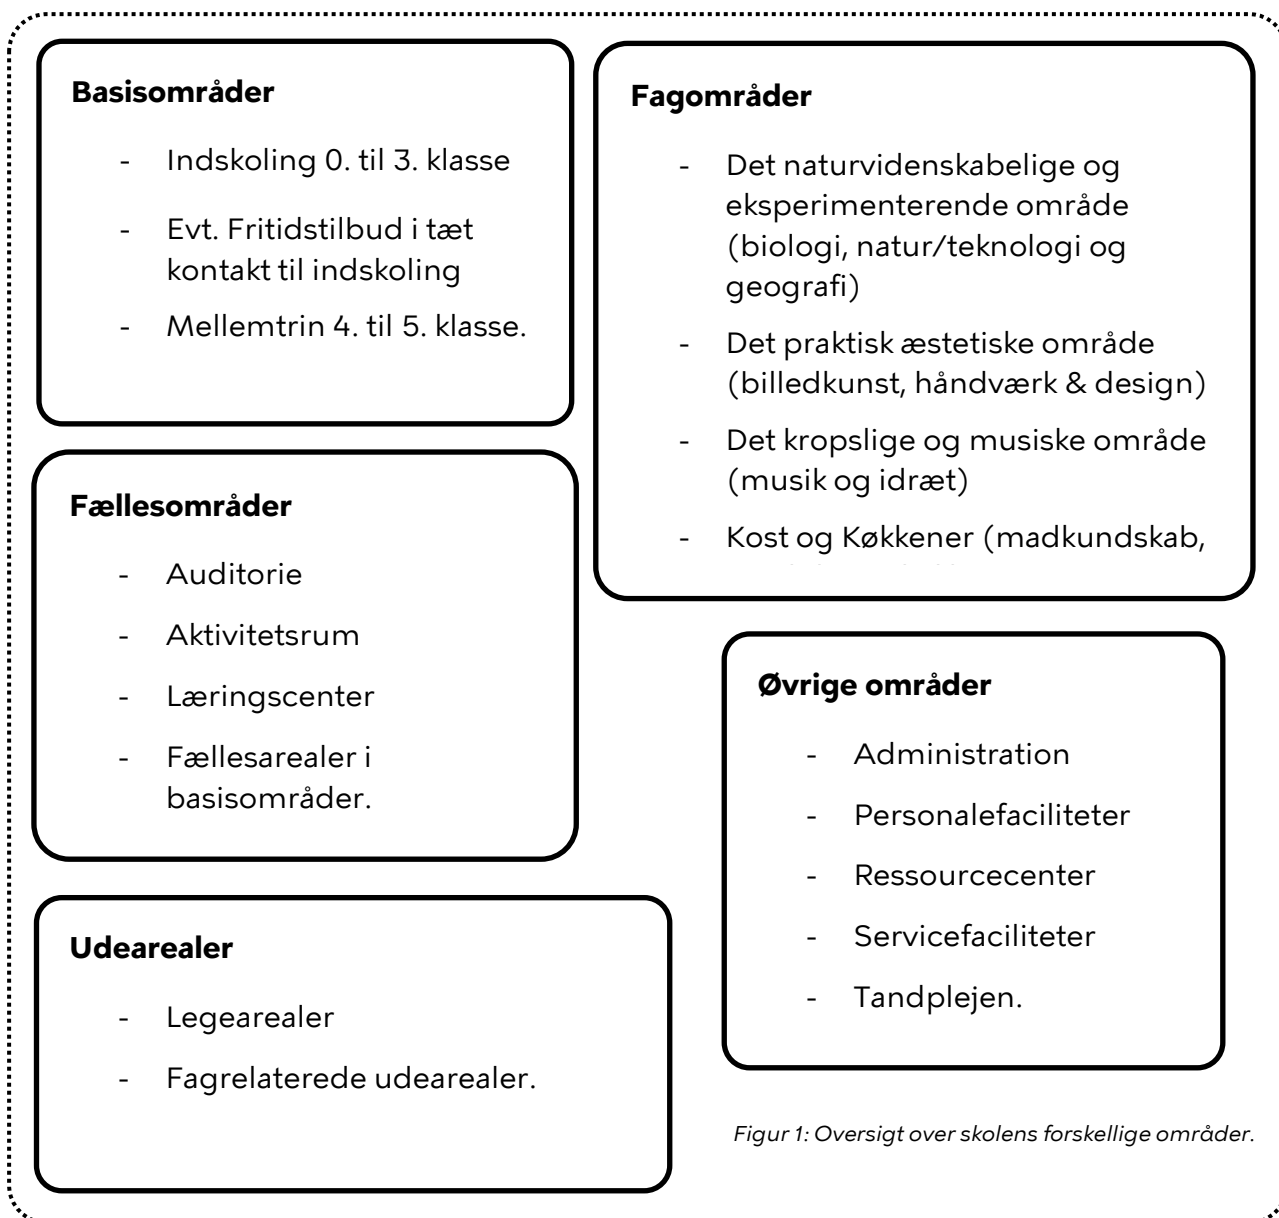 Basisområder
- Indskoling 0. til 3. klasse
- Evt. Fritidstilbud i tæt
kontakt til indskoling
- Mellemtrin 4. til 5. klasse.
Fagområder
- Det naturvidenskabelige og
eksperimenterende område
(biologi, natur/teknologi og
geografi)
- Det praktisk æstetiske område
(billedkunst, håndværk & design)
- Det kropslige og musiske område
(musik og idræt)
- Kost og Køkkener (madkundskab,
Fællesområder
- Auditorie
- Aktivitetsrum
- Læringscenter
- Fællesarealer i
basisområder.
Øvrige områder
- Administration
- Personalefaciliteter
- Ressourcecenter
- Servicefaciliteter
- Tandplejen.
Udearealer
- Legearealer
- Fagrelaterede udearealer.
Figur 1: Oversigt over skolens forskellige områder.